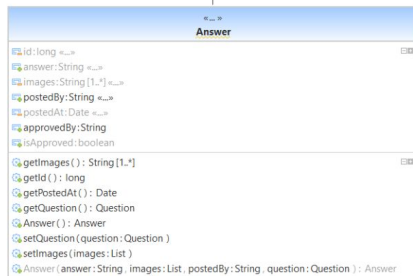 «... »
Answer
id:long «...»
answer:String «...»
images:String [1..*] «...»
postedBy:String «...»
postedAt:Date «...»
approvedBy:String
isApproved:boolean
getImages ( ) : String [1..*]
getId ( ) : long
getPostedAt ( ) : Date
getQuestion ( ) : Question
Answer ( ) : Answer
setQuestion (question : Question )
setImages (images : List )
Answer (answer : String , images : List , postedBy : String , question : Question ) : Answer